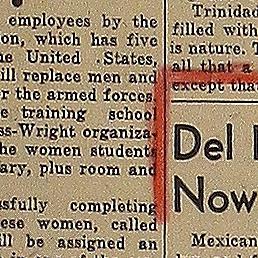 employees by the
on, which has five
he United States,
ill replace men and
r the armed forces.
e training school
ss-Wright organiza-
he women students
ary, plus room and
sfully completing
ese women, called
ll be assigned an
Trinidad
filled with
is nature. T
all that a
except that
Del
Now
Mexican